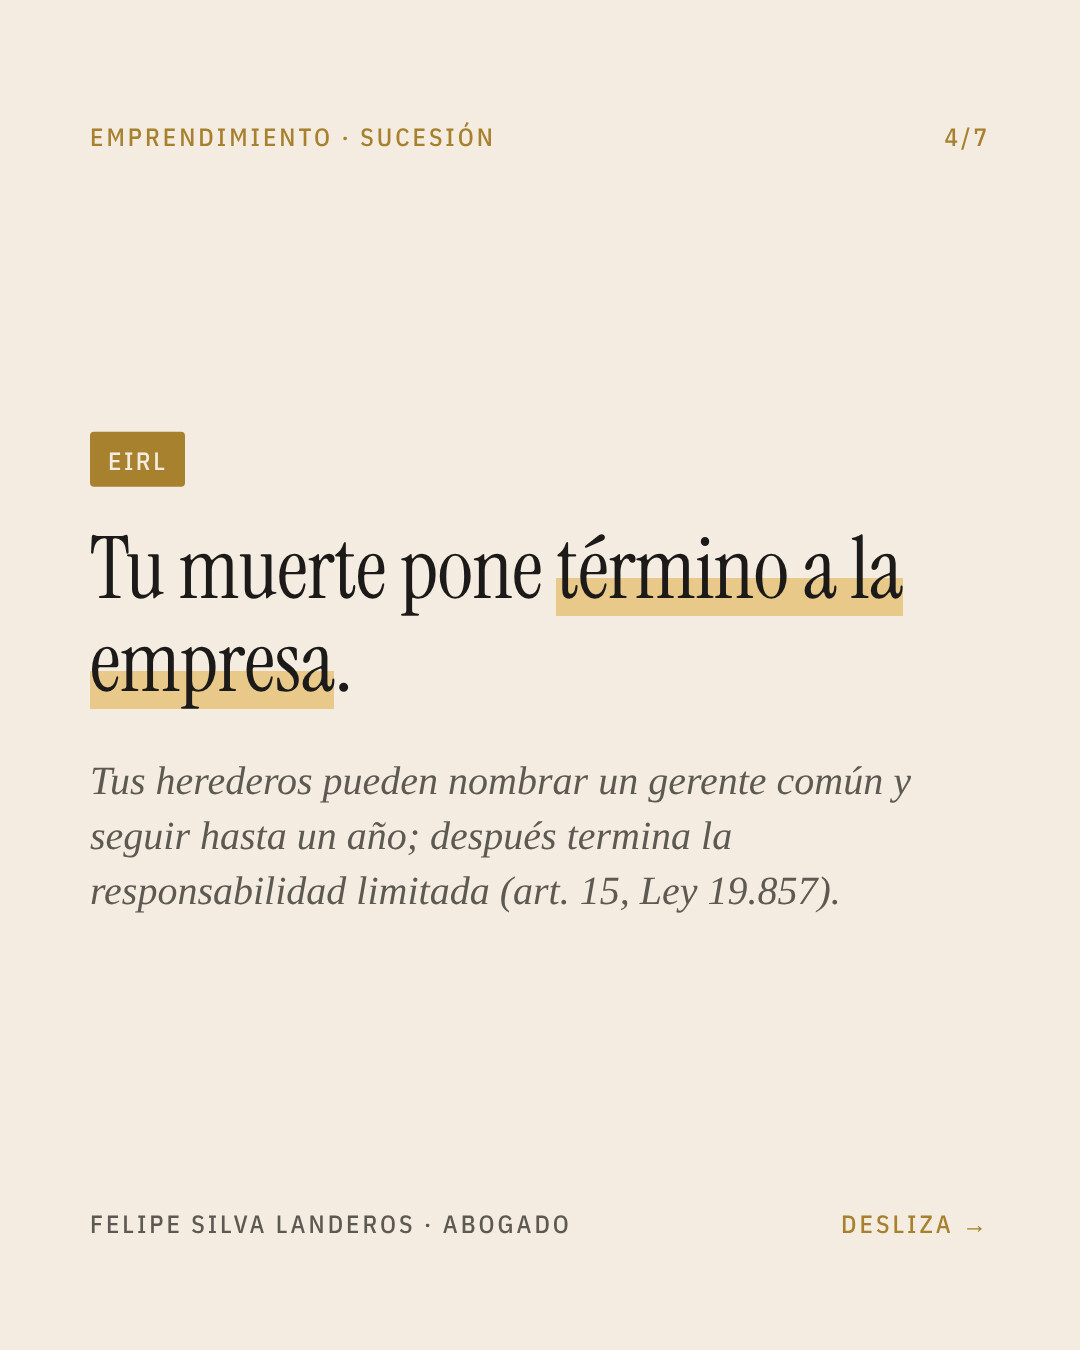 EMPRENDIMIENTO · SUCESIÓN
4/7
EIRL
Tu muerte pone término a la
empresa.
Tus herederos pueden nombrar un gerente común y
seguir hasta un año; después termina la
responsabilidad limitada (art. 15, Ley 19.857).
FELIPE SILVA LANDEROS · ABOGADO
DESLIZA →